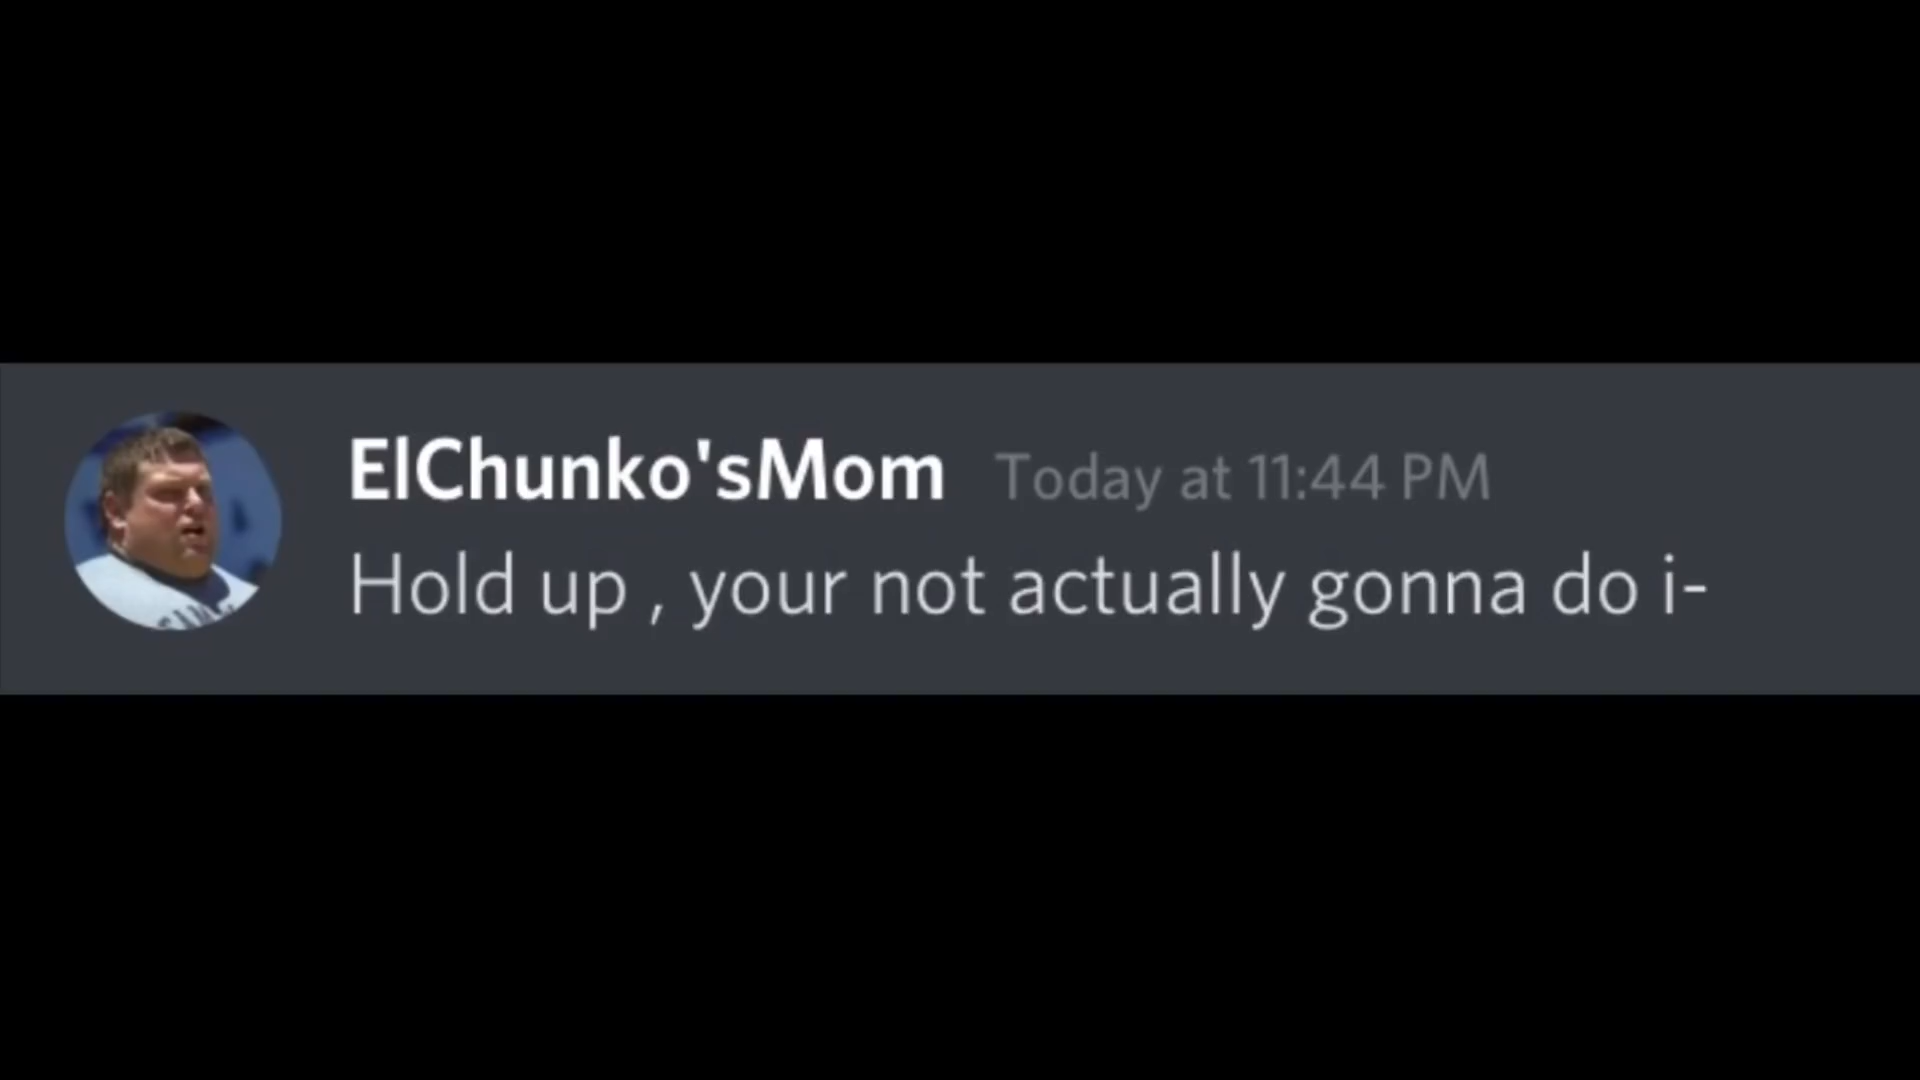 ElChunko'sMom Today at 11:44 PM
Hold up , your not actually gonna do i-